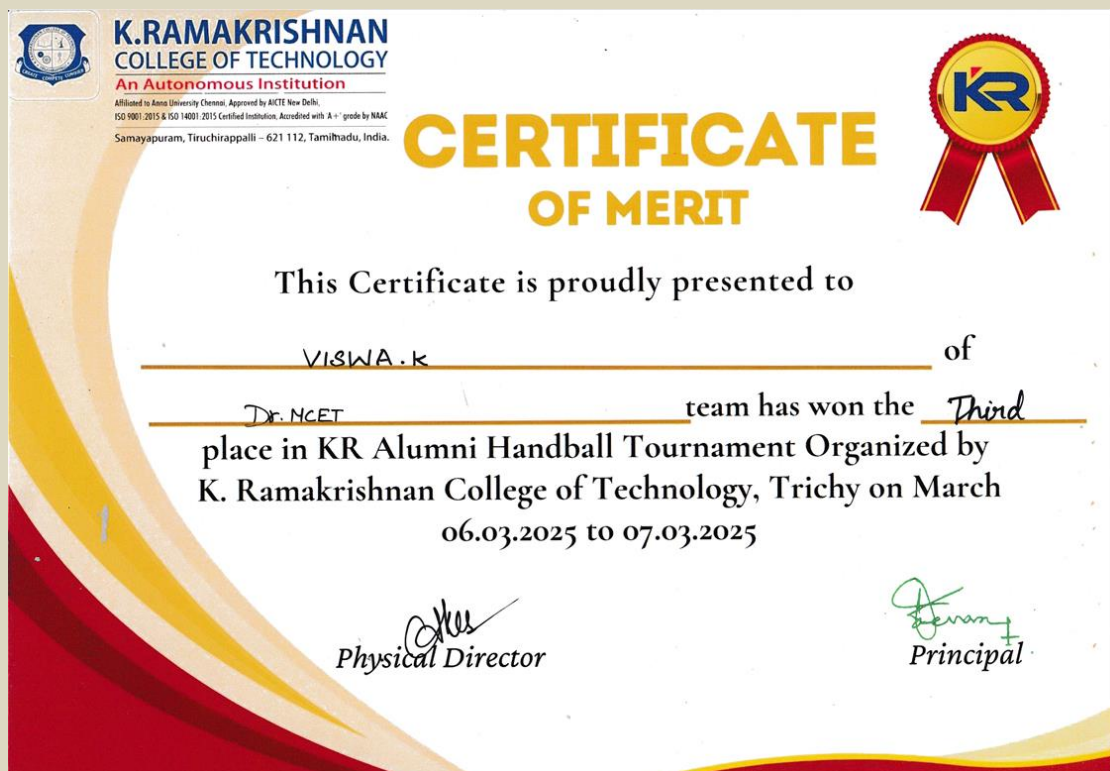 K.RAMAKRISHNAN
COLLEGE OF TECHNOLOGY
An Autonomous Institution
Affiliated to Anna University Chennai, Approved by AICTE New Delhi,
ISO 9001:2015 & ISO 14001:2015 Certified Institution, Accredited with 'A+' grade by NAAC
Samayapuram, Tiruchirappalli – 621 112, Tamilnadu, India.
KR
CERTIFICATE
OF MERIT
This Certificate is proudly presented to
VISWA.K of
Dr. MCET team has won the Third
place in KR Alumni Handball Tournament Organized by
K. Ramakrishnan College of Technology, Trichy on March
06.03.2025 to 07.03.2025
Physical Director
Principal